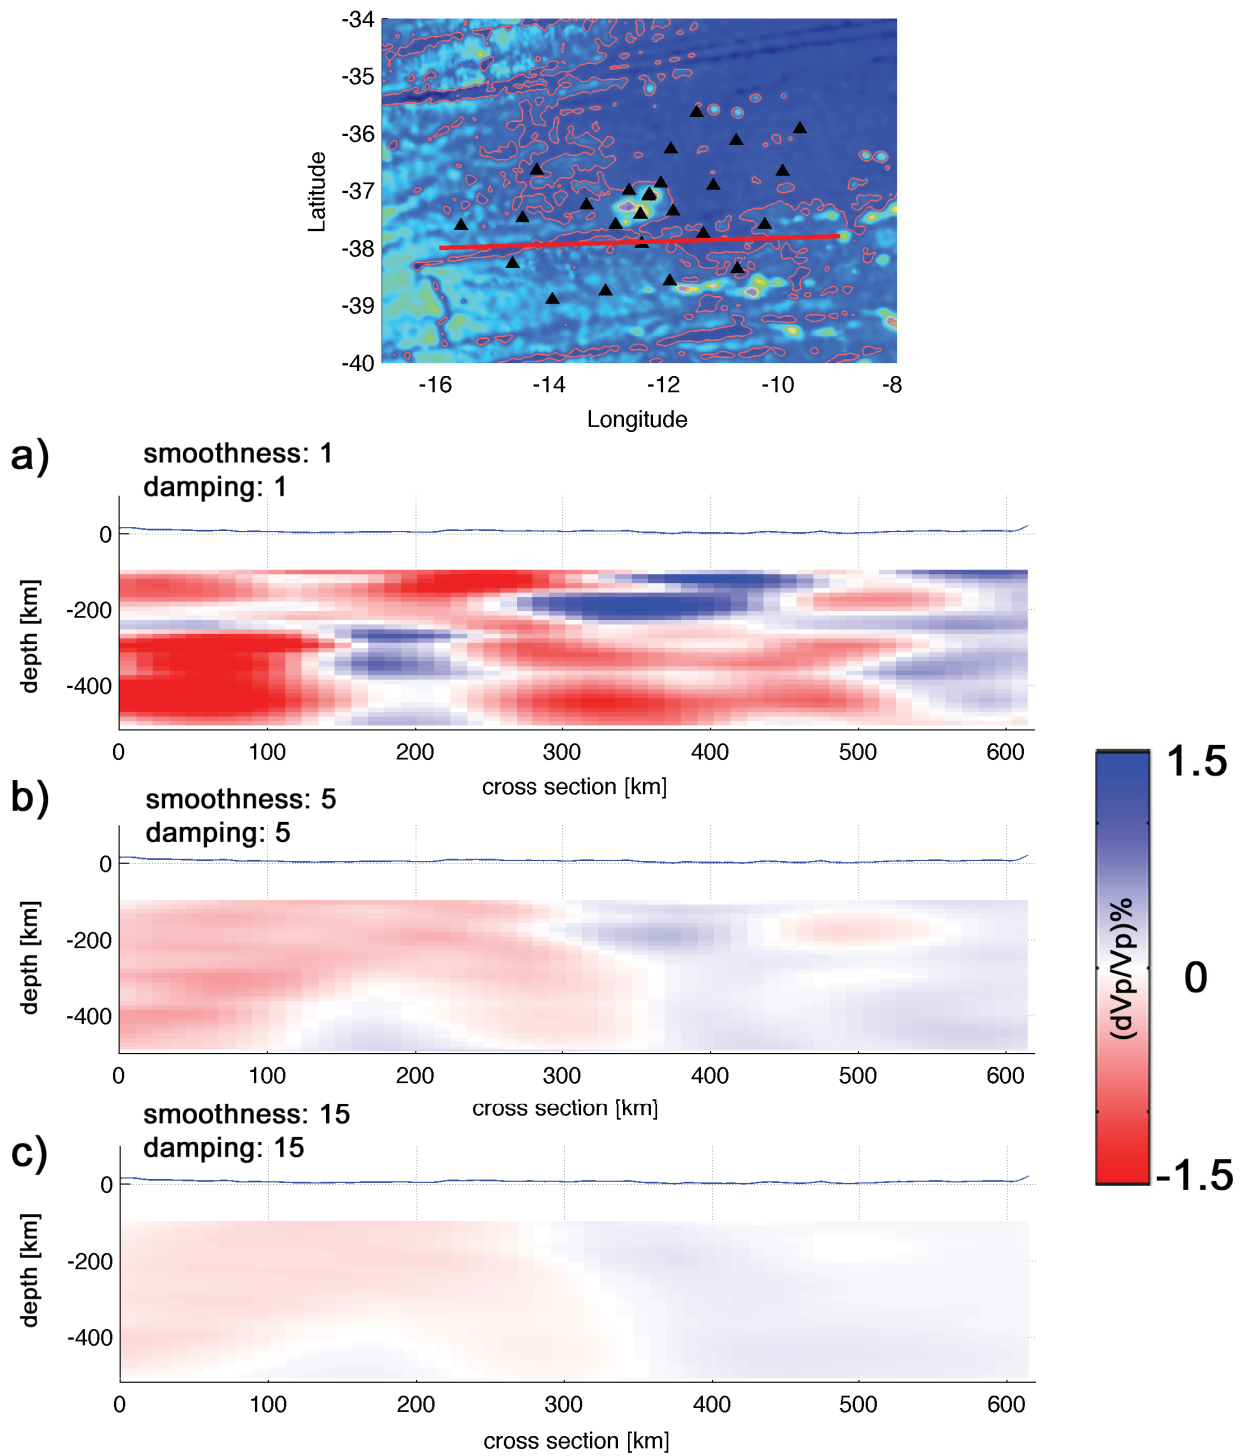 -34
-35
-36
-37
-38
-39
-40
Latitude
-16 -14 -12 -10 -8
Longitude
a)
smoothness: 1
damping: 1
0
-200
-400
depth [km]
0 100 200 300 400 500 600
cross section [km]
b)
smoothness: 5
damping: 5
0
-200
-400
depth [km]
0 100 200 300 400 500 600
cross section [km]
c)
smoothness: 15
damping: 15
0
-200
-400
depth [km]
0 100 200 300 400 500 600
cross section [km]
1.5
0
-1.5
(dVp/Vp)%